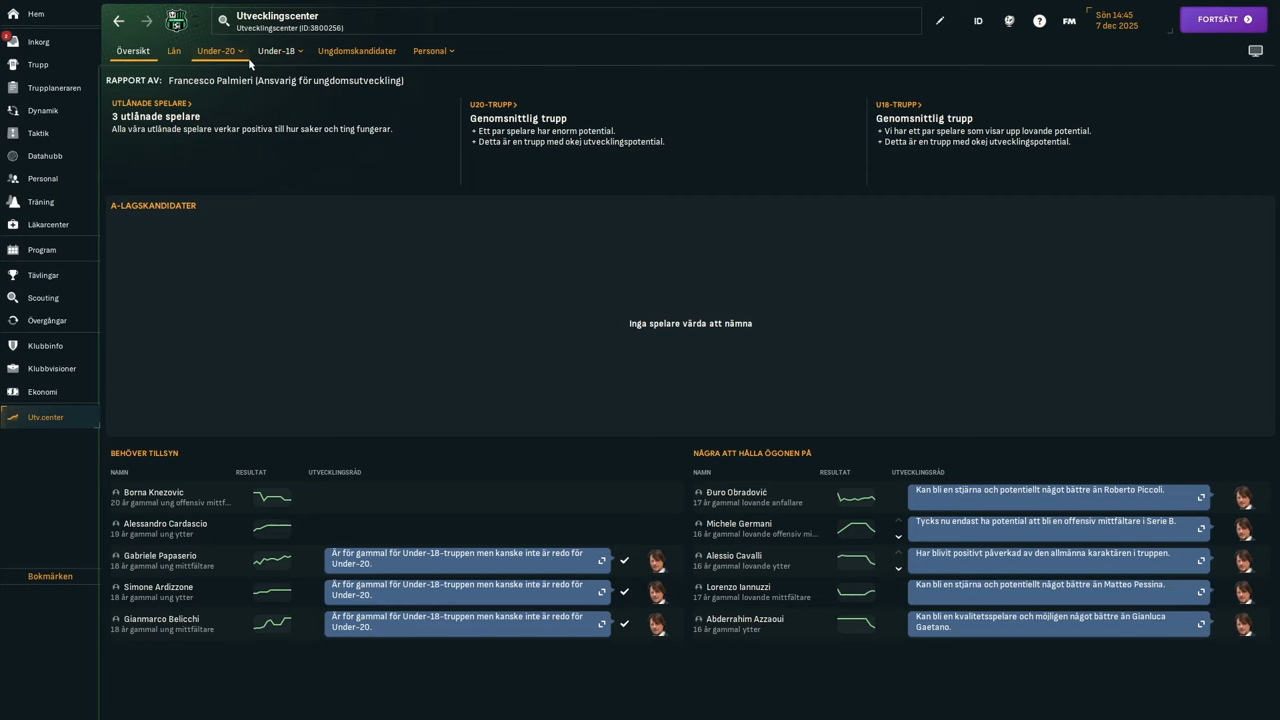 Hem
2
Inkorg
Trupp
Trupplaneraren
Dynamik
Taktik
Datahubb
Personal
Träning
Läkarcenter
Program
Tävlingar
Scouting
Övergångar
Klubbinfo
Klubbvisioner
Ekonomi
Utv.center
Bokmärken
Utvecklingscenter
Utvecklingscenter (ID:3800256)
ID
FM
Sön 14:45
7 dec 2025
FORTSÄTT
Översikt
Lån
Under-20
Under-18
Ungdomskandidater
Personal
RAPPORT AV: Francesco Palmieri (Ansvarig för ungdomsutveckling)
UTLÅNADE SPELARE
3 utlånade spelare
Alla våra utlånade spelare verkar positiva till hur saker och ting fungerar.
U20-TRUPP
Genomsnittlig trupp
+ Ett par spelare har enorm potential.
+ Detta är en trupp med okej utvecklingspotential.
U18-TRUPP
Genomsnittlig trupp
+ Vi har ett par spelare som visar upp lovande potential.
+ Detta är en trupp med okej utvecklingspotential.
A-LAGSKANDIDATER
Inga spelare värda att nämna
BEHÖVER TILLSYN
NAMN RESULTAT UTVECKLINGSRÅD
Borna Knezovic
20 år gammal ung offensiv mittf...
Alessandro Cardascio
19 år gammal ung ytter
Gabriele Papaserio
18 år gammal ung mittfältare
Är för gammal för Under-18-truppen men kanske inte är redo för
Under-20.
Simone Ardizzone
18 år gammal ung ytter
Är för gammal för Under-18-truppen men kanske inte är redo för
Under-20.
Gianmarco Belicchi
18 år gammal ung mittfältare
Är för gammal för Under-18-truppen men kanske inte är redo för
Under-20.
NÅGRA ATT HÅLLA ÖGONEN PÅ
NAMN RESULTAT UTVECKLINGSRÅD
Đuro Obradović
17 år gammal lovande anfallare
Kan bli en stjärna och potentiellt något bättre än Roberto Piccoli.
Michele Germani
16 år gammal lovande offensiv mi...
Tycks nu endast ha potential att bli en offensiv mittfältare i Serie B.
Alessio Cavalli
16 år gammal lovande ytter
Har blivit positivt påverkad av den allmänna karaktären i truppen.
Lorenzo Iannuzzi
17 år gammal lovande mittfältare
Kan bli en stjärna och potentiellt något bättre än Matteo Pessina.
Abderrahim Azzaoui
16 år gammal ytter
Kan bli en kvalitetsspelare och möjligen något bättre än Gianluca
Gaetano.